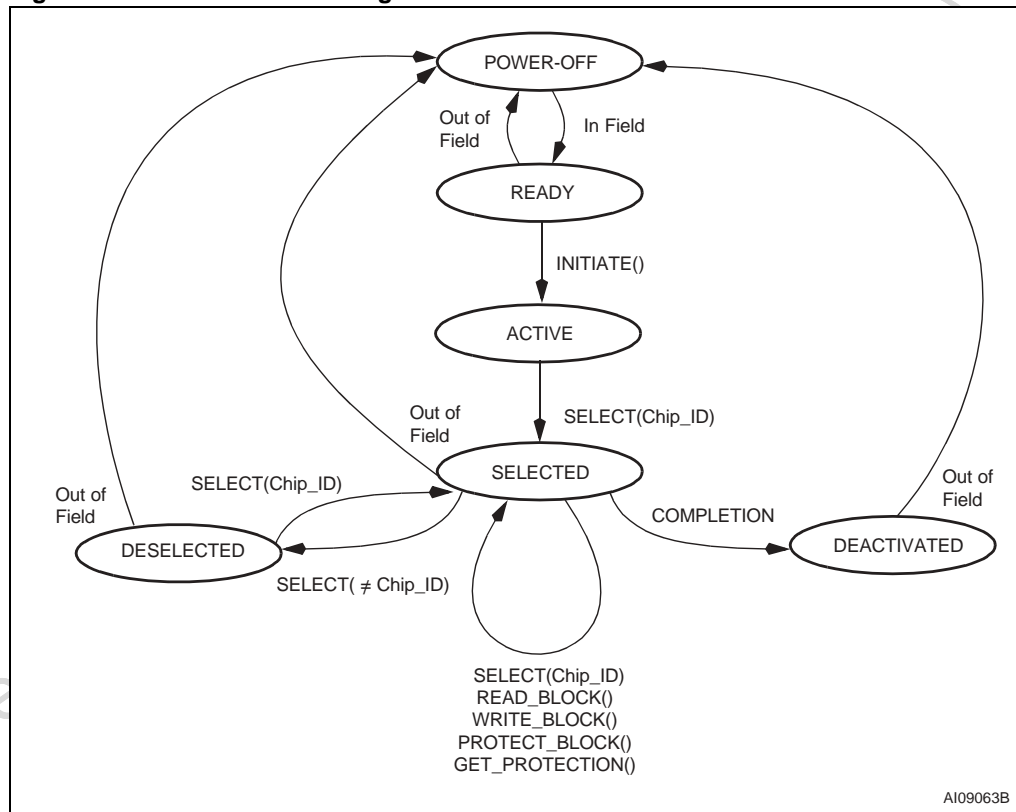 POWER-OFF
Out of
Field
In Field
READY
INITIATE()
ACTIVE
SELECT(Chip_ID)
Out of
Field
SELECTED
SELECT(Chip_ID)
Out of
Field
DESELECTED
SELECT( ≠ Chip_ID)
COMPLETION
Out of
Field
DEACTIVATED
SELECT(Chip_ID)
READ_BLOCK()
WRITE_BLOCK()
PROTECT_BLOCK()
GET_PROTECTION()
AI09063B